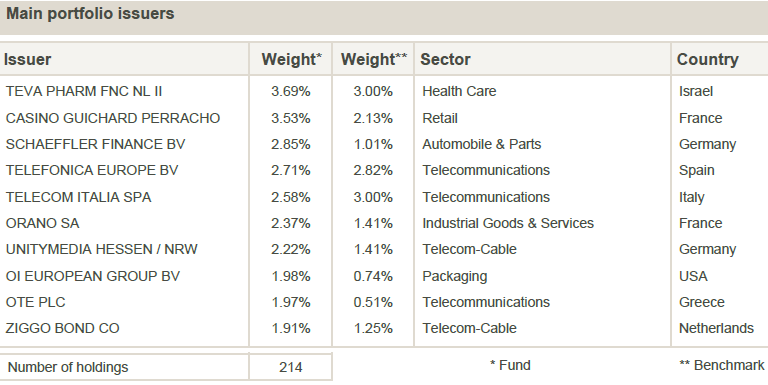 Main portfolio issuers
Issuer Weight* Weight** Sector Country
TEVA PHARM FNC NL II 3.69% 3.00% Health Care Israel
CASINO GUICHARD PERRACHO 3.53% 2.13% Retail France
SCHAEFFLER FINANCE BV 2.85% 1.01% Automobile & Parts Germany
TELEFONICA EUROPE BV 2.71% 2.82% Telecommunications Spain
TELECOM ITALIA SPA 2.58% 3.00% Telecommunications Italy
ORANO SA 2.37% 1.41% Industrial Goods & Services France
UNITYMEDIA HESSEN / NRW 2.22% 1.41% Telecom-Cable Germany
OI EUROPEAN GROUP BV 1.98% 0.74% Packaging USA
OTE PLC 1.97% 0.51% Telecommunications Greece
ZIGGO BOND CO 1.91% 1.25% Telecom-Cable Netherlands
Number of holdings 214 * Fund ** Benchmark